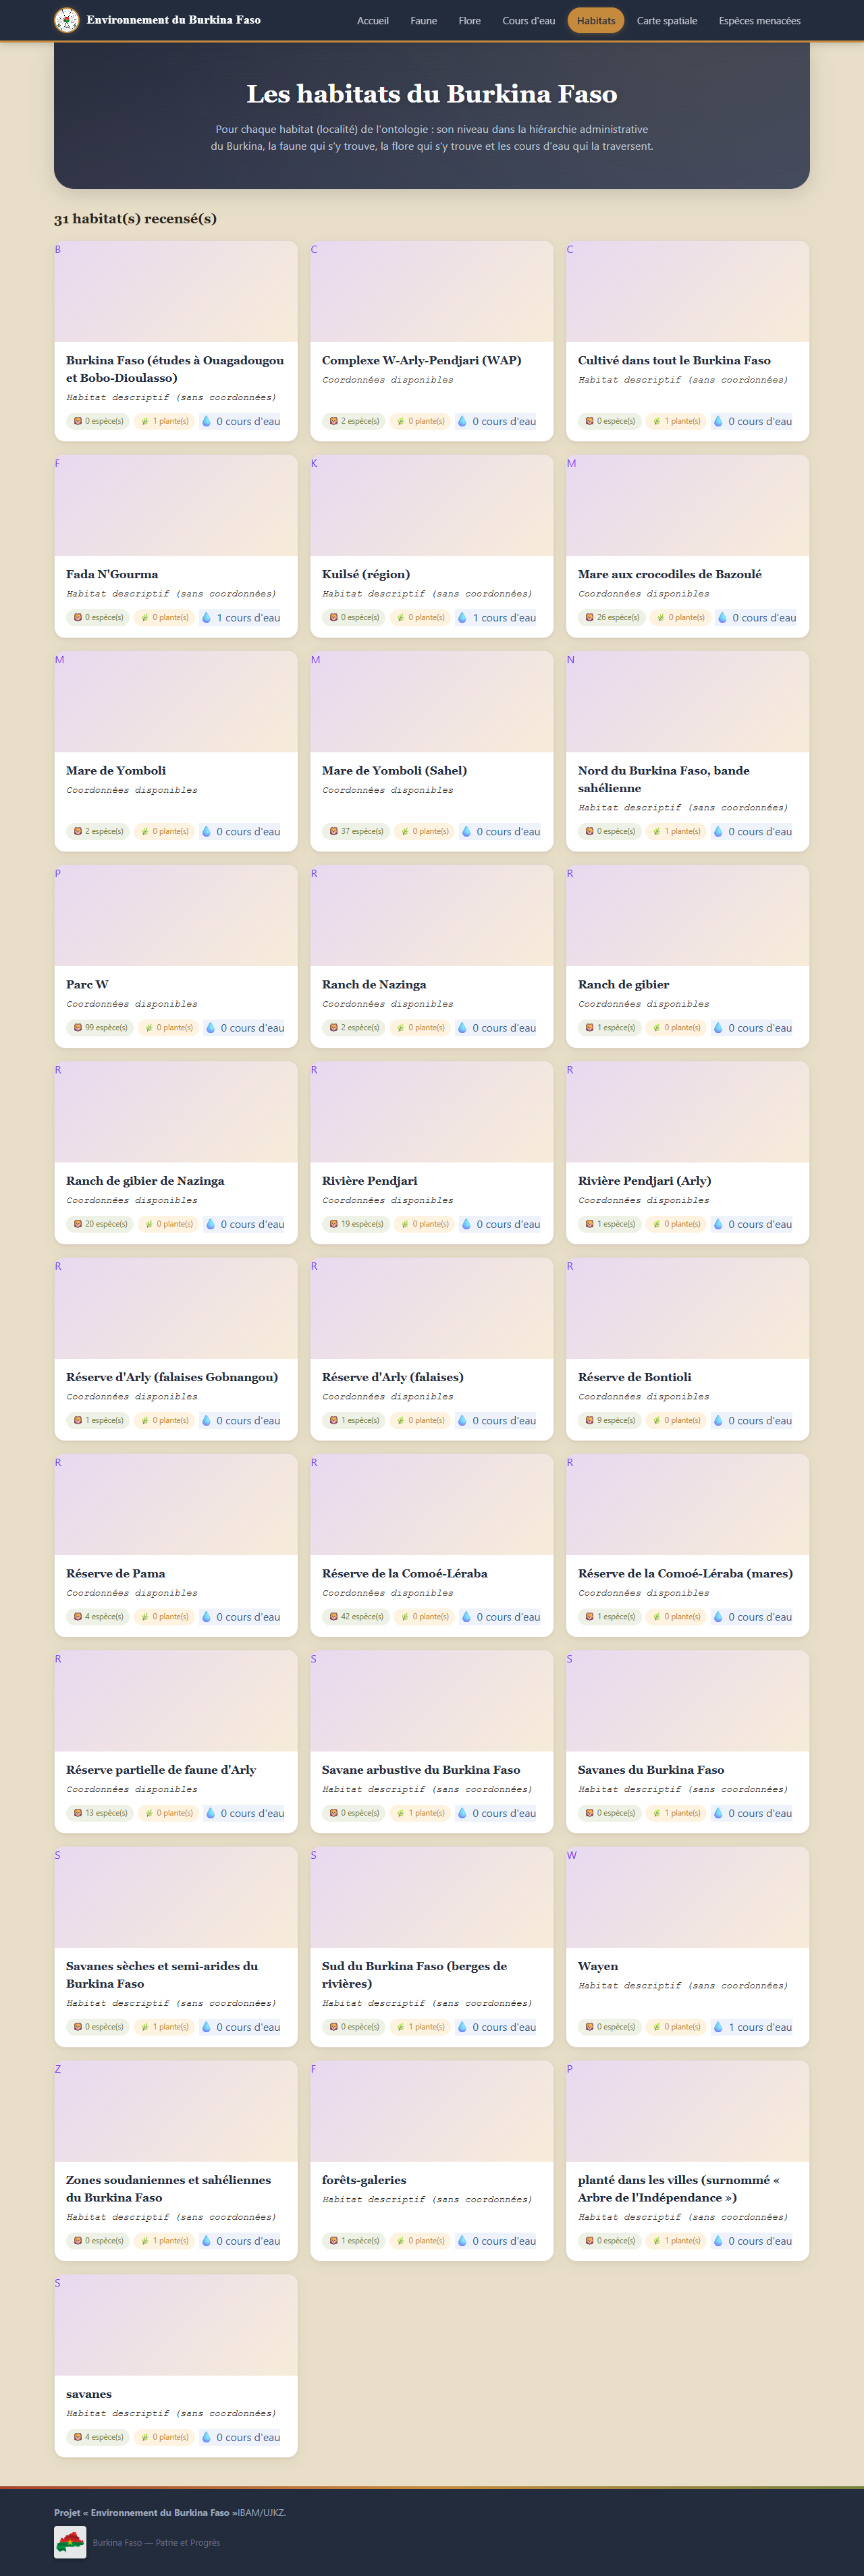 Environnement du Burkina Faso
Accueil Faune Flore Cours d'eau Habitats Carte spatiale Espèces menacées
Les habitats du Burkina Faso
Pour chaque habitat (localité) de l'ontologie : son niveau dans la hiérarchie administrative
du Burkina, la faune qui s'y trouve, la flore qui s'y trouve et les cours d'eau qui la traversent.
31 habitat(s) recensé(s)
B
Burkina Faso (études à Ouagadougou
et Bobo-Dioulasso)
Habitat descriptif (sans coordonnées)
0 espèce(s) 1 plante(s) 0 cours d'eau
C
Complexe W-Arly-Pendjari (WAP)
Coordonnées disponibles
2 espèce(s) 0 plante(s) 0 cours d'eau
C
Cultivé dans tout le Burkina Faso
Habitat descriptif (sans coordonnées)
0 espèce(s) 1 plante(s) 0 cours d'eau
F
Fada N'Gourma
Habitat descriptif (sans coordonnées)
0 espèce(s) 0 plante(s) 1 cours d'eau
K
Kuilsé (région)
Habitat descriptif (sans coordonnées)
0 espèce(s) 0 plante(s) 1 cours d'eau
M
Mare aux crocodiles de Bazoulé
Coordonnées disponibles
26 espèce(s) 0 plante(s) 0 cours d'eau
M
Mare de Yomboli
Coordonnées disponibles
2 espèce(s) 0 plante(s) 0 cours d'eau
M
Mare de Yomboli (Sahel)
Coordonnées disponibles
37 espèce(s) 0 plante(s) 0 cours d'eau
N
Nord du Burkina Faso, bande
sahélienne
Habitat descriptif (sans coordonnées)
0 espèce(s) 1 plante(s) 0 cours d'eau
P
Parc W
Coordonnées disponibles
99 espèce(s) 0 plante(s) 0 cours d'eau
R
Ranch de Nazinga
Coordonnées disponibles
2 espèce(s) 0 plante(s) 0 cours d'eau
R
Ranch de gibier
Coordonnées disponibles
1 espèce(s) 0 plante(s) 0 cours d'eau
R
Ranch de gibier de Nazinga
Coordonnées disponibles
20 espèce(s) 0 plante(s) 0 cours d'eau
R
Rivière Pendjari
Coordonnées disponibles
19 espèce(s) 0 plante(s) 0 cours d'eau
R
Rivière Pendjari (Arly)
Coordonnées disponibles
1 espèce(s) 0 plante(s) 0 cours d'eau
R
Réserve d'Arly (falaises Gobnangou)
Coordonnées disponibles
1 espèce(s) 0 plante(s) 0 cours d'eau
R
Réserve d'Arly (falaises)
Coordonnées disponibles
1 espèce(s) 0 plante(s) 0 cours d'eau
R
Réserve de Bontioli
Coordonnées disponibles
9 espèce(s) 0 plante(s) 0 cours d'eau
R
Réserve de Pama
Coordonnées disponibles
4 espèce(s) 0 plante(s) 0 cours d'eau
R
Réserve de la Comoé-Léraba
Coordonnées disponibles
42 espèce(s) 0 plante(s) 0 cours d'eau
R
Réserve de la Comoé-Léraba (mares)
Coordonnées disponibles
1 espèce(s) 0 plante(s) 0 cours d'eau
R
Réserve partielle de faune d'Arly
Coordonnées disponibles
13 espèce(s) 0 plante(s) 0 cours d'eau
S
Savane arbustive du Burkina Faso
Habitat descriptif (sans coordonnées)
0 espèce(s) 1 plante(s) 0 cours d'eau
S
Savanes du Burkina Faso
Habitat descriptif (sans coordonnées)
0 espèce(s) 1 plante(s) 0 cours d'eau
S
Savanes sèches et semi-arides du
Burkina Faso
Habitat descriptif (sans coordonnées)
0 espèce(s) 1 plante(s) 0 cours d'eau
S
Sud du Burkina Faso (berges de
rivières)
Habitat descriptif (sans coordonnées)
0 espèce(s) 1 plante(s) 0 cours d'eau
W
Wayen
Habitat descriptif (sans coordonnées)
0 espèce(s) 0 plante(s) 1 cours d'eau
Z
Zones soudaniennes et sahéliennes
du Burkina Faso
Habitat descriptif (sans coordonnées)
0 espèce(s) 1 plante(s) 0 cours d'eau
F
forêts-galeries
Habitat descriptif (sans coordonnées)
1 espèce(s) 0 plante(s) 0 cours d'eau
P
planté dans les villes (surnommé «
Arbre de l'Indépendance »)
Habitat descriptif (sans coordonnées)
0 espèce(s) 1 plante(s) 0 cours d'eau
S
savanes
Habitat descriptif (sans coordonnées)
4 espèce(s) 0 plante(s) 0 cours d'eau
Projet « Environnement du Burkina Faso »IBAM/UJKZ.
Burkina Faso — Patrie et Progrès